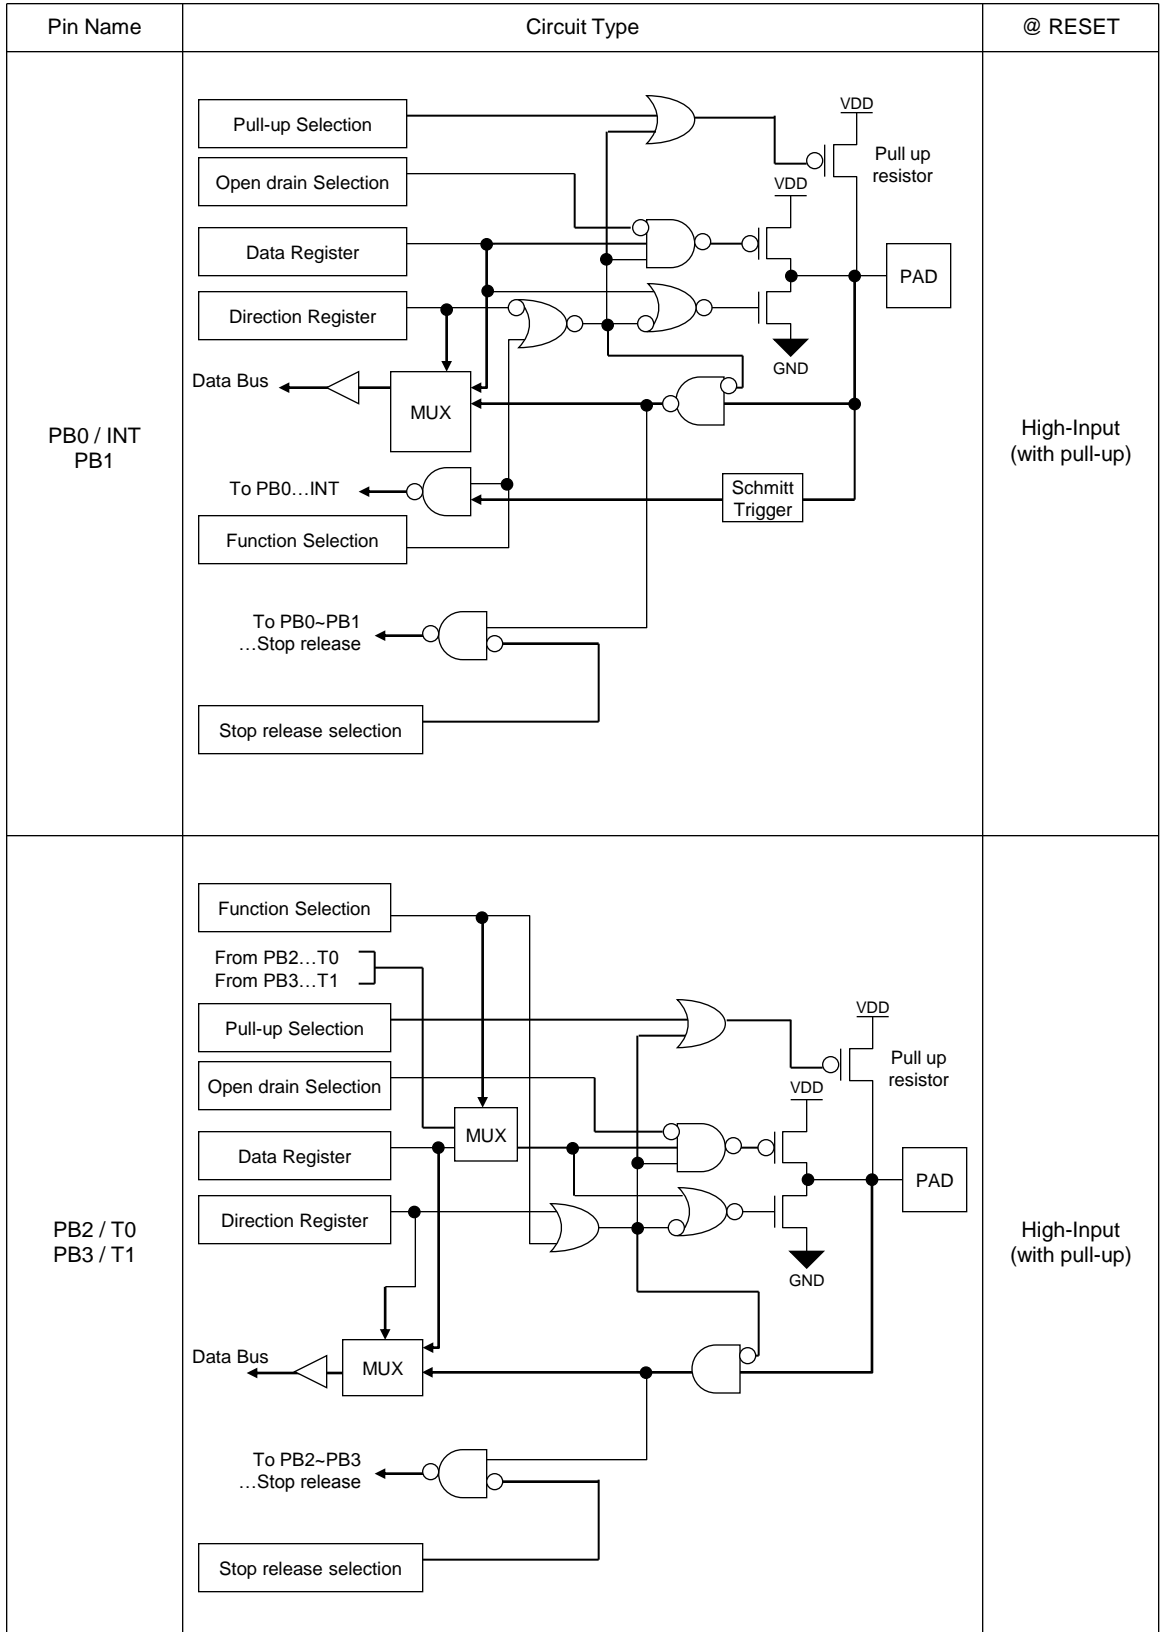 Pin Name
Circuit Type
@ RESET
PB0 / INT
PB1
Pull-up Selection
Open drain Selection
Data Register
Direction Register
Data Bus
MUX
To PB0…INT
Function Selection
To PB0~PB1
…Stop release
Stop release selection
VDD
Pull up
resistor
VDD
PAD
GND
Schmitt
Trigger
High-Input
(with pull-up)
PB2 / T0
PB3 / T1
Function Selection
From PB2…T0
From PB3…T1
Pull-up Selection
Open drain Selection
MUX
Data Register
Direction Register
Data Bus
MUX
To PB2~PB3
…Stop release
Stop release selection
VDD
Pull up
resistor
VDD
PAD
GND
High-Input
(with pull-up)